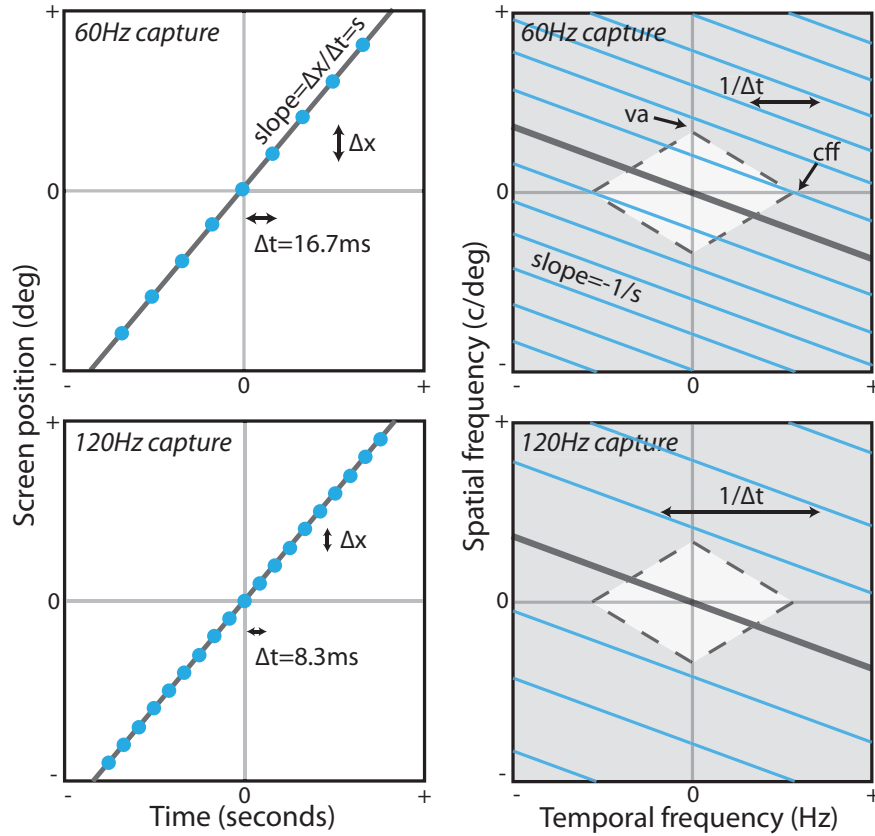 +
60Hz capture
slope=Δx/Δt=s
Δx
0
Δt=16.7ms
-
-
0
+
60Hz capture
1/Δt
va
cff
0
slope=-1/s
-
-
0
+
+
120Hz capture
Δx
0
Δt=8.3ms
-
-
0
+
Time (seconds)
Screen position (deg)
+
120Hz capture
1/Δt
0
-
-
0
+
Temporal frequency (Hz)
Spatial frequency (c/deg)
+